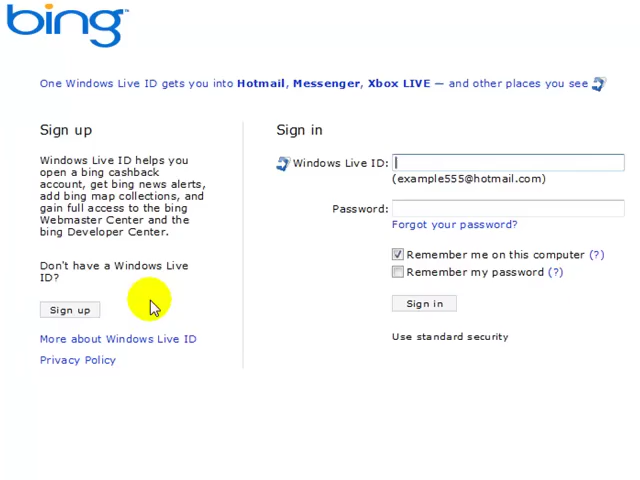 bing™
One Windows Live ID gets you into Hotmail, Messenger, Xbox LIVE — and other places you see
Sign up
Windows Live ID helps you
open a bing cashback
account, get bing news alerts,
add bing map collections, and
gain full access to the bing
Webmaster Center and the
bing Developer Center.
Don't have a Windows Live
ID?
Sign up
More about Windows Live ID
Privacy Policy
Sign in
Windows Live ID:
(example555@hotmail.com)
Password:
Forgot your password?
Remember me on this computer (?)
Remember my password (?)
Sign in
Use standard security